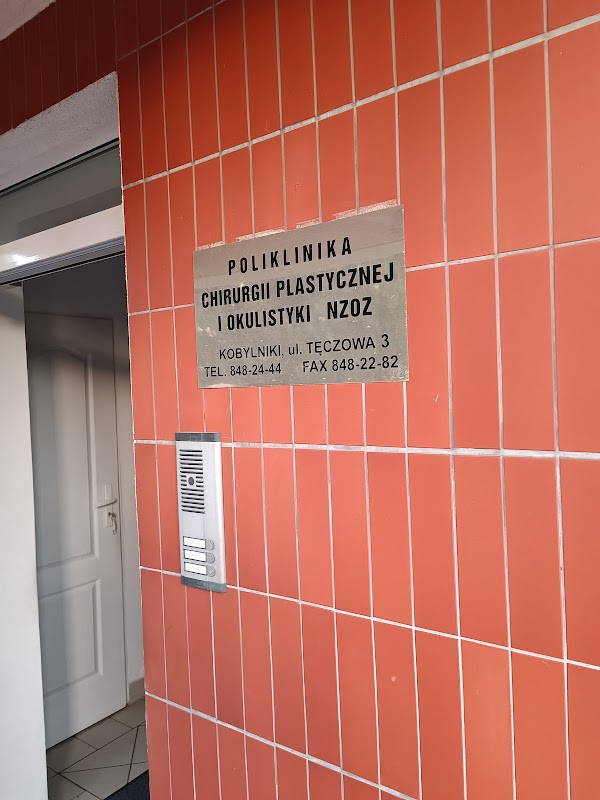 POLIKLINIKA
CHIRURGII PLASTYCZNEJ
I OKULISTYKI NZOZ
KOBYLNIKI, ul. TĘCZOWA 3
TEL. 848-24-44 FAX 848-22-82